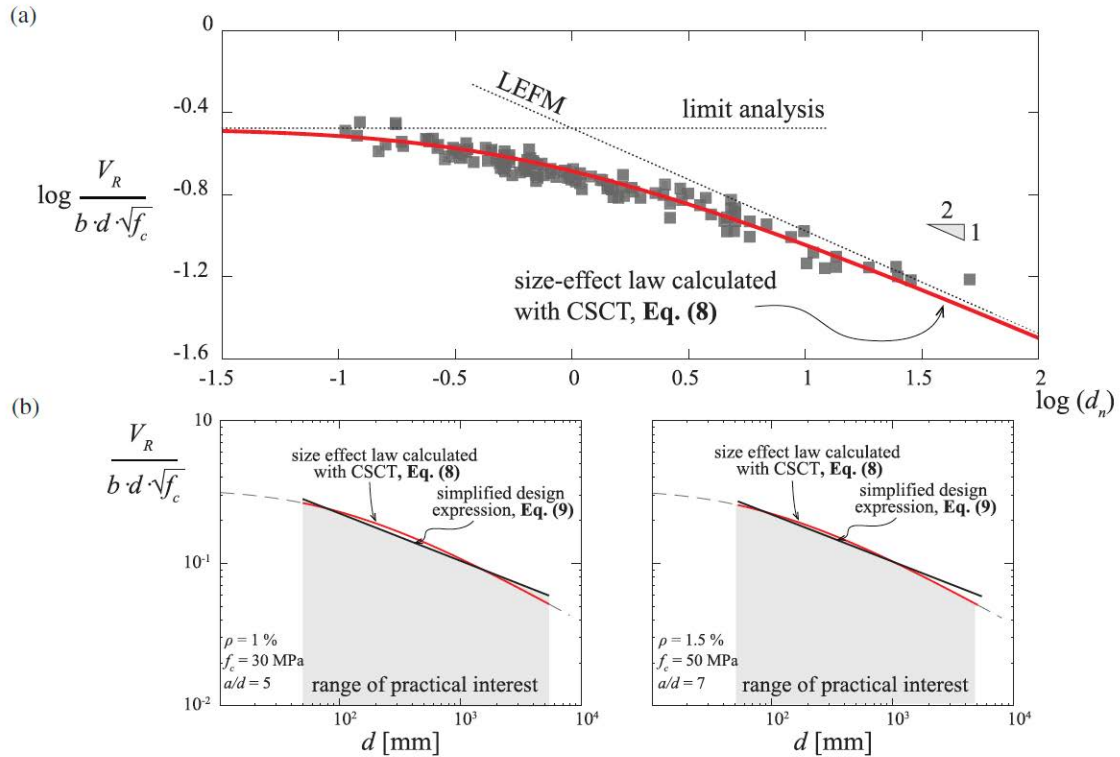 (a)
0
-0.4
-0.8
-1.2
-1.6
log V_R / b·d·√f_c
LEFM
limit analysis
2
1
size-effect law calculated
with CSCT, Eq. (8)
-1.5
-1
-0.5
0
0.5
1
1.5
2
log (d_n)
(b)
V_R / b·d·√f_c
10
10^-1
10^-2
size effect law calculated
with CSCT, Eq. (8)
simplified design
expression, Eq. (9)
ρ = 1 %
f_c = 30 MPa
a/d = 5
range of practical interest
10^2
10^3
10^4
d [mm]
V_R / b·d·√f_c
size effect law calculated
with CSCT, Eq. (8)
simplified design
expression, Eq. (9)
ρ = 1.5 %
f_c = 50 MPa
a/d = 7
range of practical interest
10^2
10^3
10^4
d [mm]